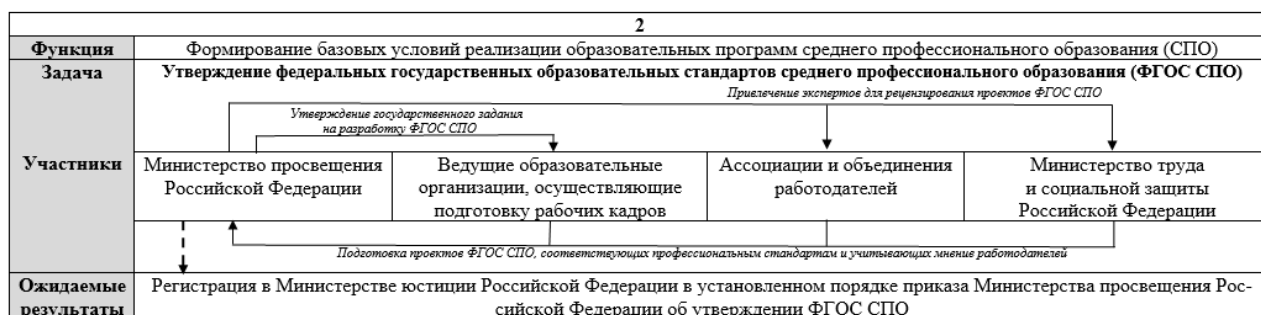 2
Функция
Формирование базовых условий реализации образовательных программ среднего профессионального образования (СПО)
Задача
Утверждение федеральных государственных образовательных стандартов среднего профессионального образования (ФГОС СПО)
Привлечение экспертов для рецензирования проектов ФГОС СПО
Утверждение государственного задания
на разработку ФГОС СПО
Участники
Министерство просвещения
Российской Федерации
Ведущие образовательные
организации, осуществляющие
подготовку рабочих кадров
Ассоциации и объединения
работодателей
Министерство труда
и социальной защиты
Российской Федерации
Подготовка проектов ФГОС СПО, соответствующих профессиональным стандартам и учитывающих мнение работодателей
Ожидаемые
результаты
Регистрация в Министерстве юстиции Российской Федерации в установленном порядке приказа Министерства просвещения Рос-
сийской Федерации об утверждении ФГОС СПО